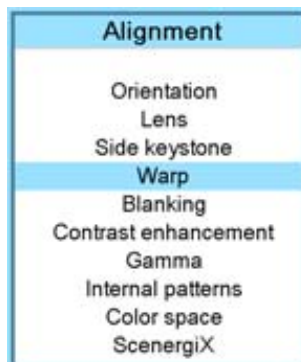 Alignment
Orientation
Lens
Side keystone
Warp
Blanking
Contrast enhancement
Gamma
Internal patterns
Color space
ScenergiX